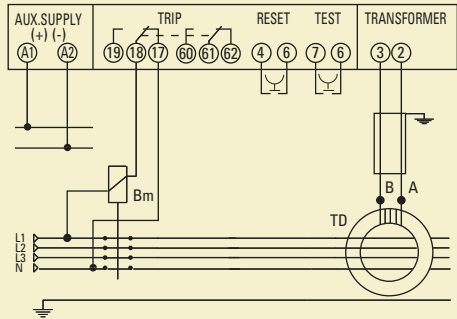 AUX.SUPPLY TRIP RESET TEST TRANSFORMER
(+) (-)
A1 A2 19 18 17 60 61 62 4 6 7 6 3 2
B A
Bm
TD
L1
L2
L3
N